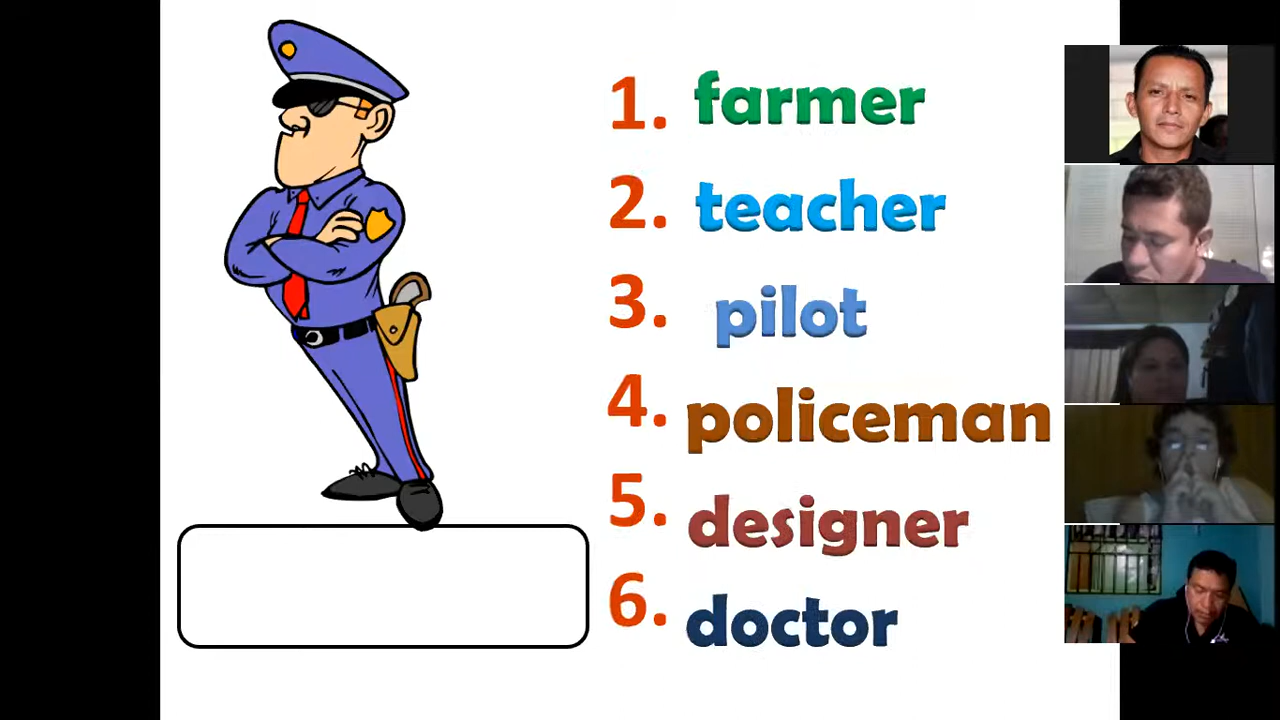 1. farmer
2. teacher
3. pilot
4. policeman
5. designer
6. doctor